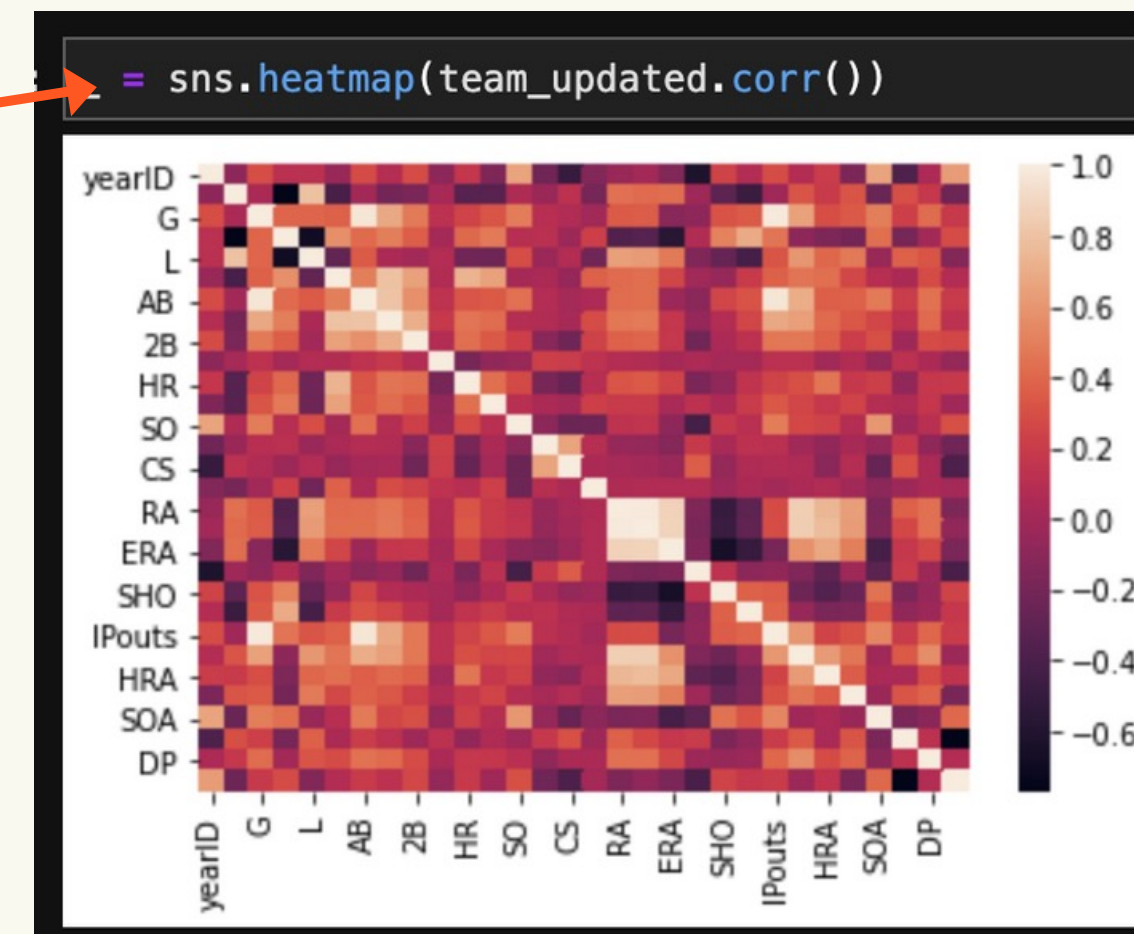 _ = sns.heatmap(team_updated.corr())
yearID
G
L
AB
2B
HR
SO
CS
RA
ERA
SHO
IPouts
HRA
SOA
DP
1.0
0.8
0.6
0.4
0.2
0.0
−0.2
−0.4
−0.6
yearID
G
L
AB
2B
HR
SO
CS
RA
ERA
SHO
IPouts
HRA
SOA
DP